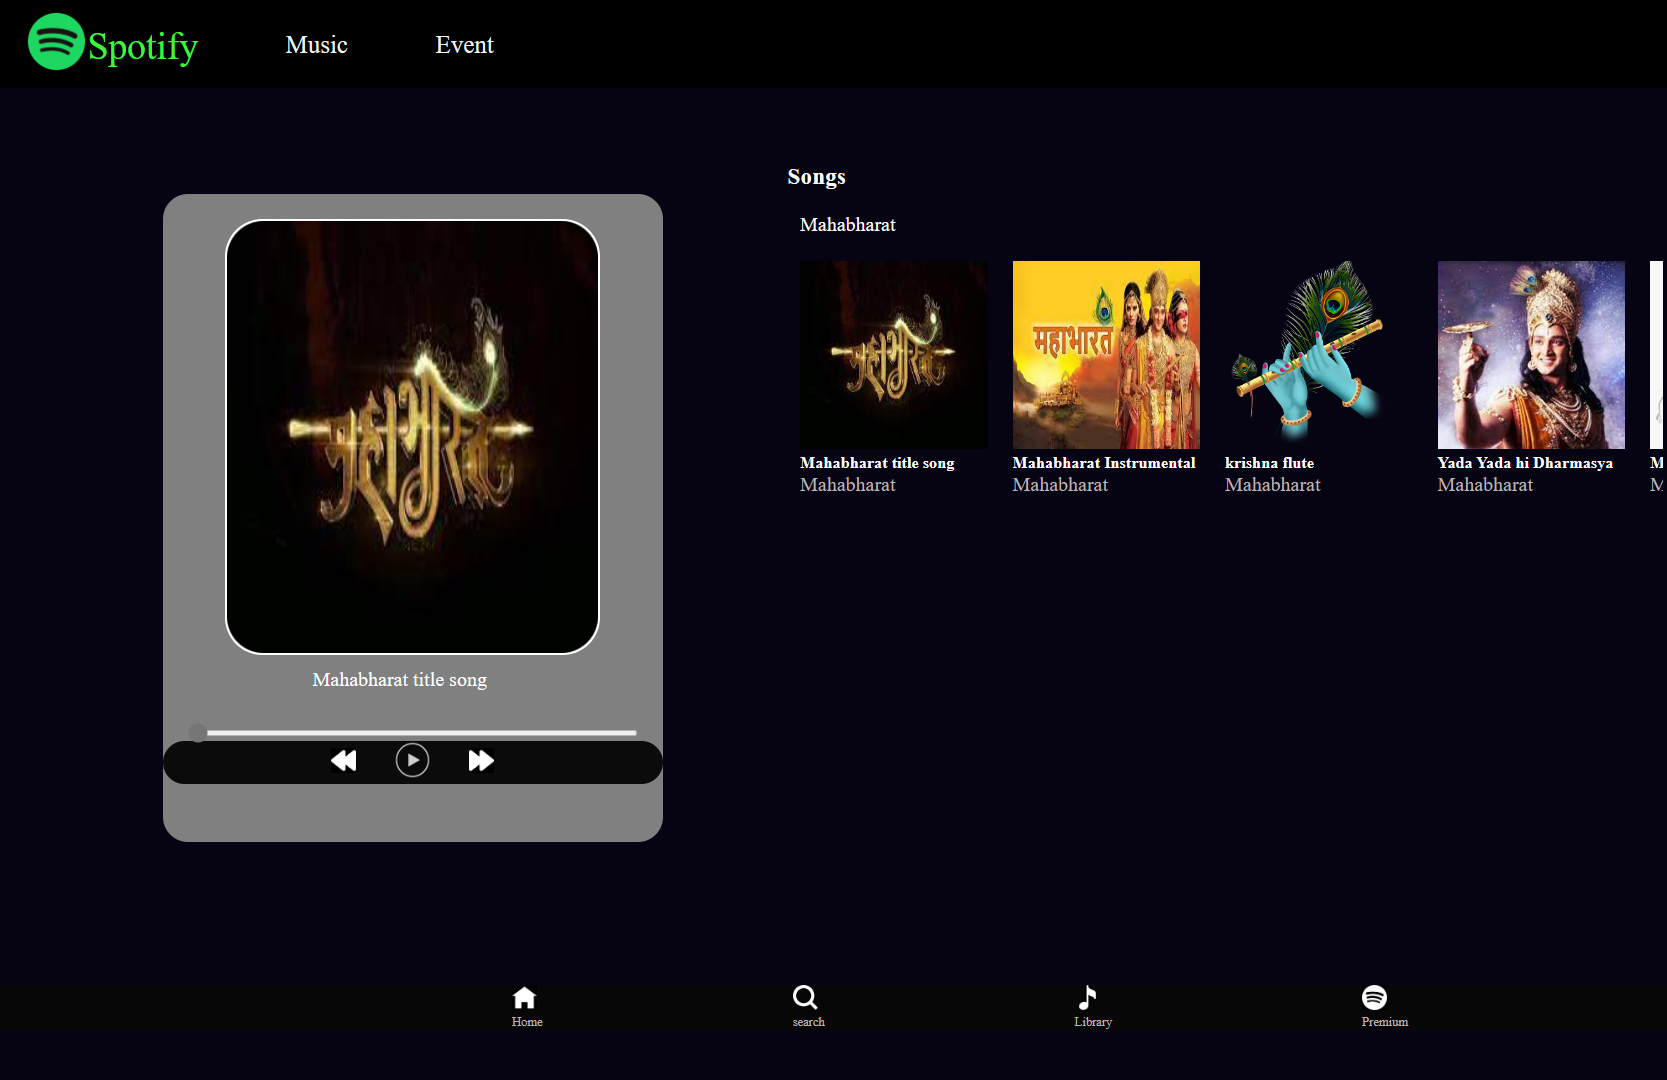 Spotify
Music
Event
Songs
Mahabharat
महाभारत
Mahabharat title song
महाभारत
Mahabharat title song
Mahabharat
महाभारत
Mahabharat Instrumental
Mahabharat
krishna flute
Mahabharat
Yada Yada hi Dharmasya
Mahabharat
M
M
Home
search
Library
Premium